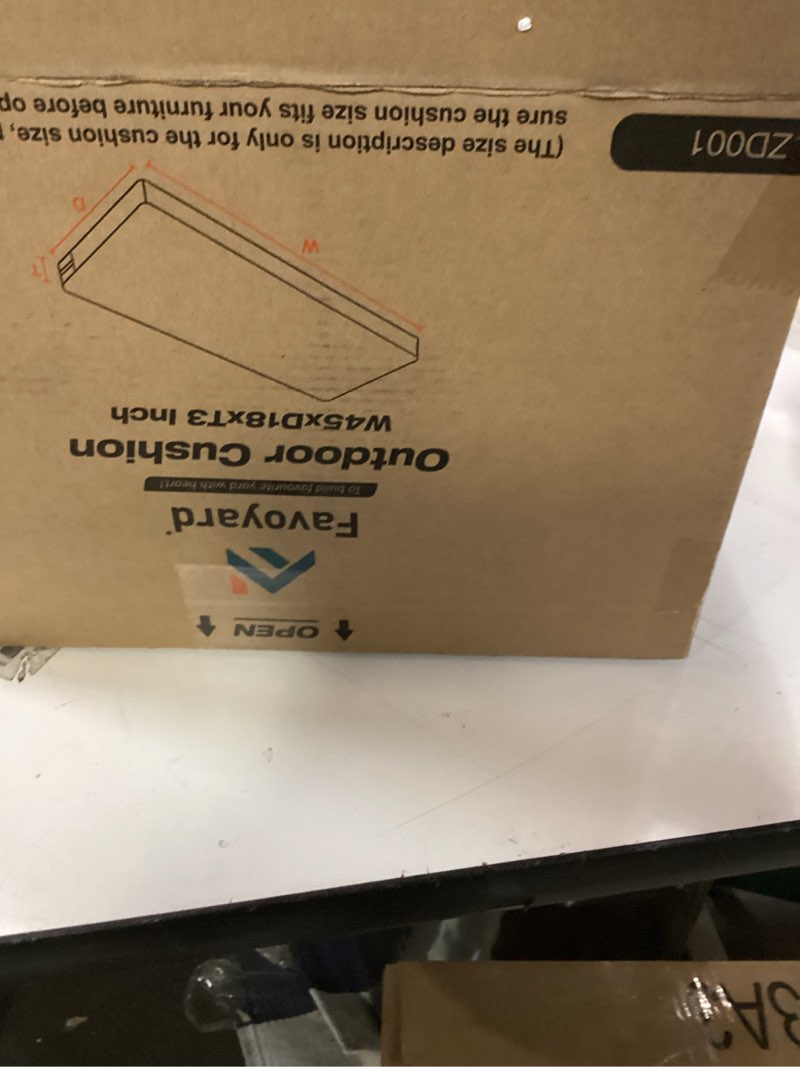 OPEN
Favoyard
To build favourite yard with heart!
Outdoor Cushion
W45xD18xT3 Inch
W
D
T
ZD001
(The size description is only for the cushion size,
sure the cushion size fits your furniture before